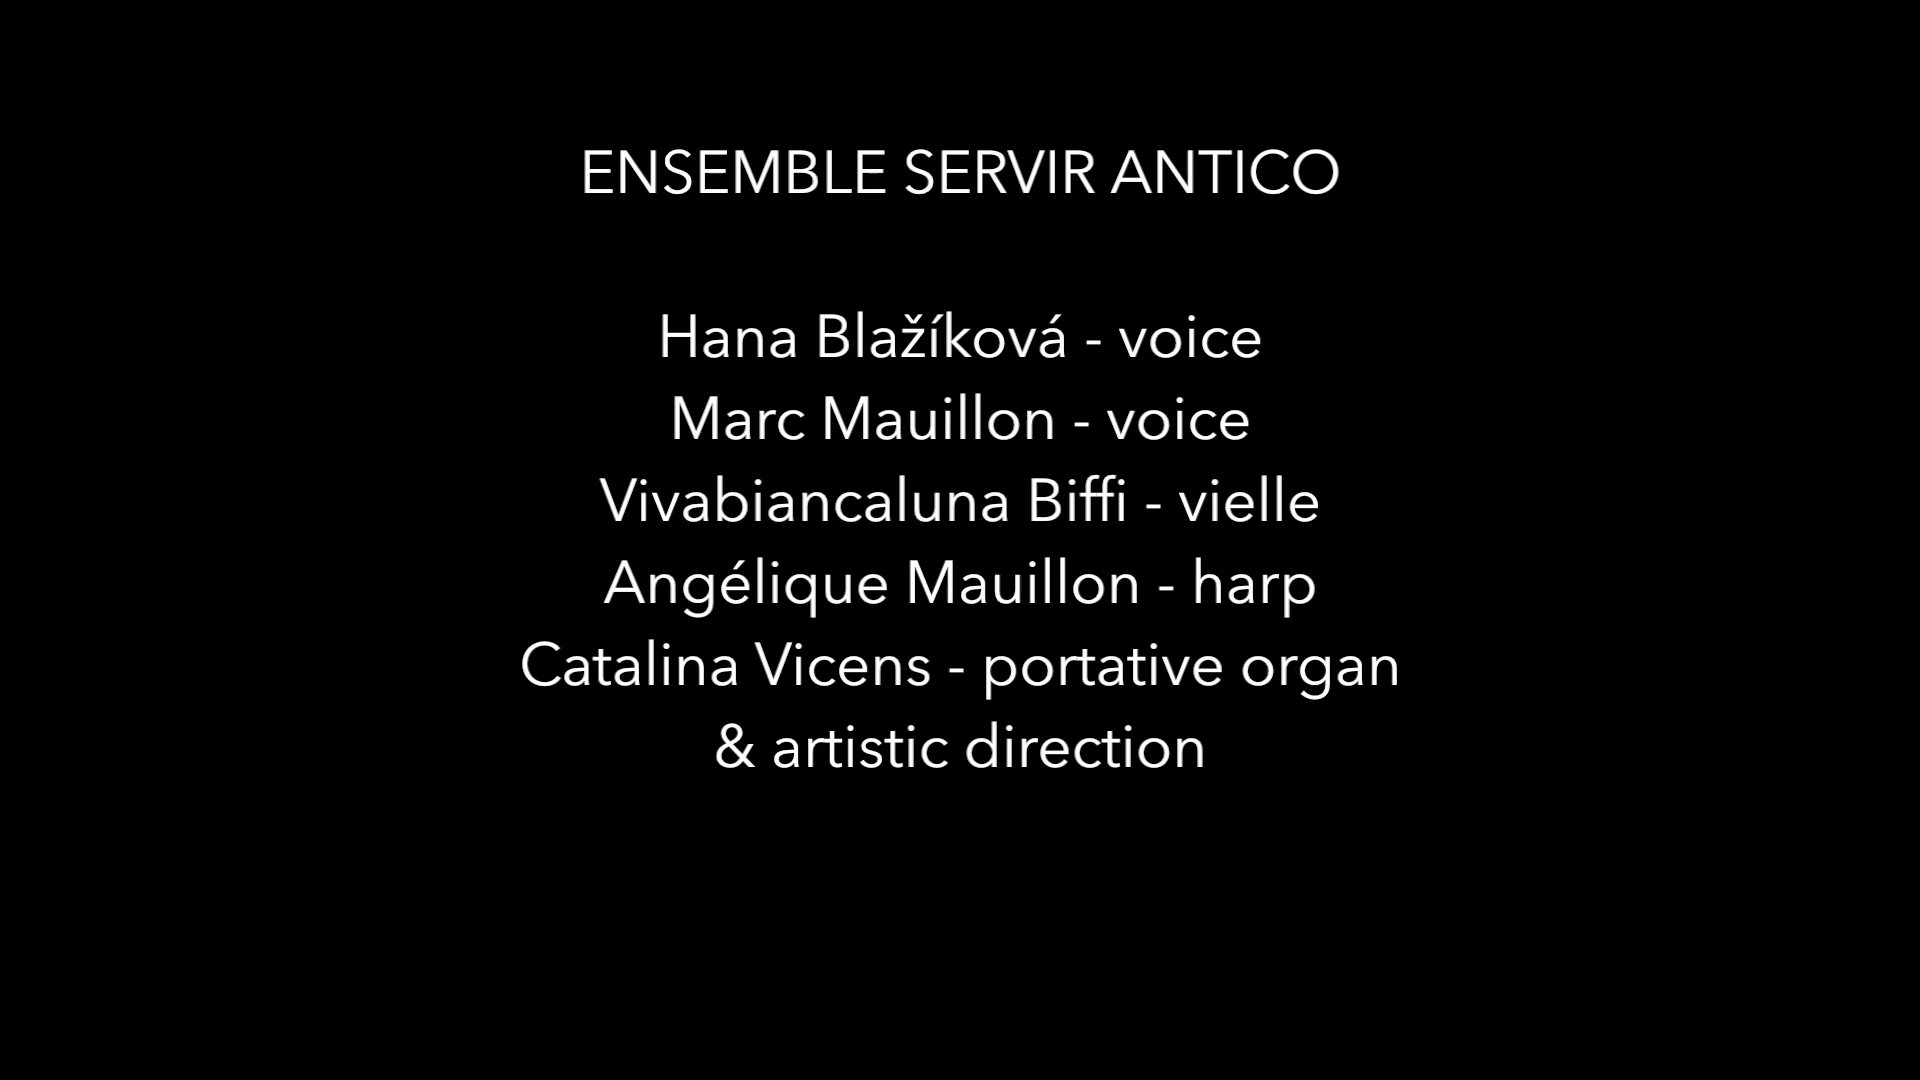 ENSEMBLE SERVIR ANTICO
Hana Blažíková - voice
Marc Mauillon - voice
Vivabiancaluna Biffi - vielle
Angélique Mauillon - harp
Catalina Vicens - portative organ
& artistic direction